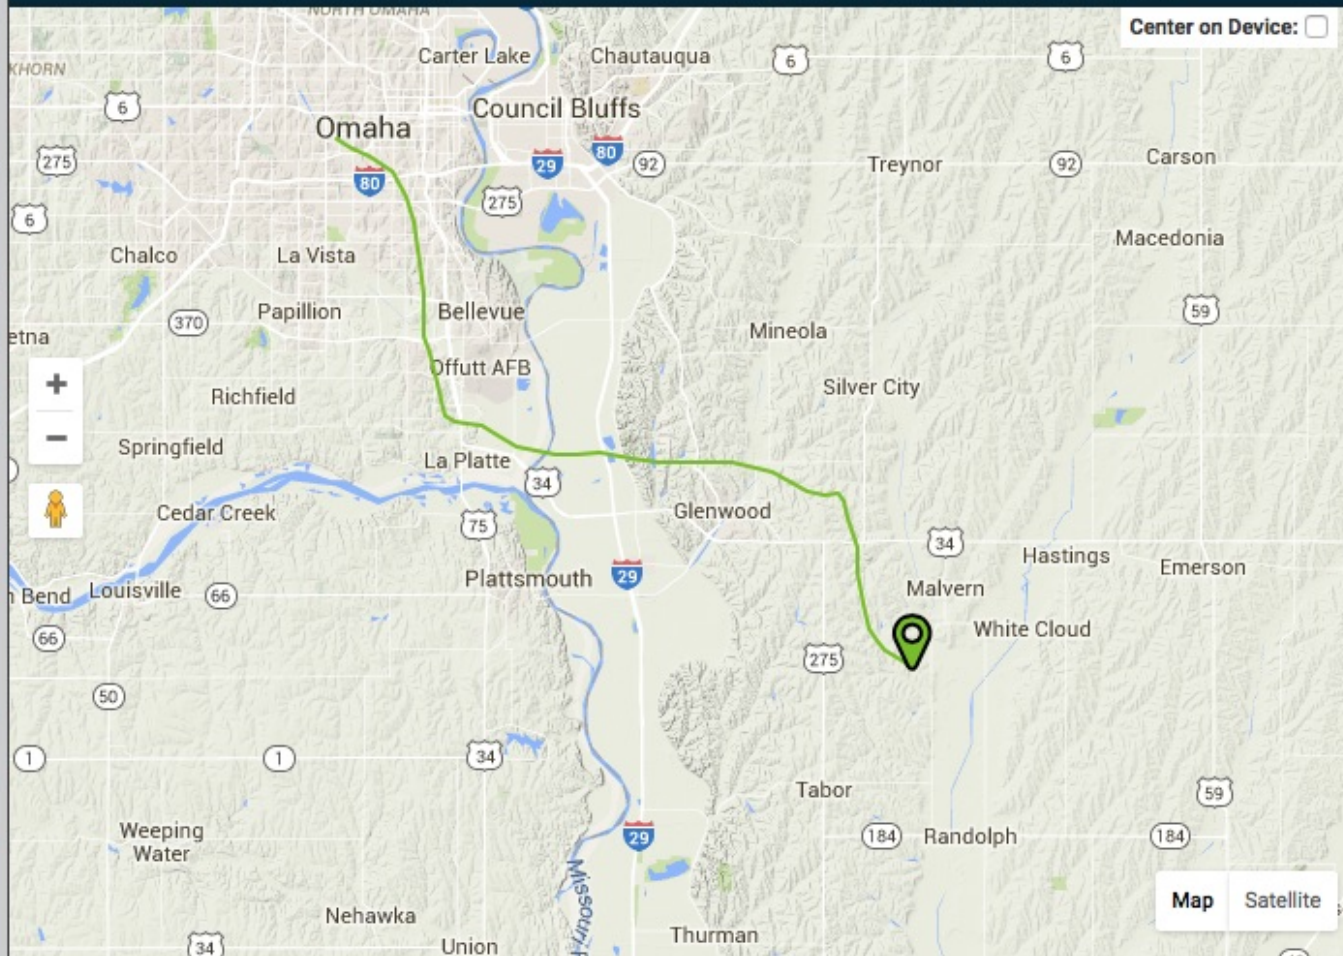 NORTH OMAHA
Center on Device:
Carter Lake
Chautauqua
6
6
KHORN
6
Council Bluffs
Omaha
275
80
29
80
92
Treynor
92
Carson
6
275
Chalco
La Vista
Macedonia
370
Papillion
Bellevue
Mineola
59
etna
+
Offutt AFB
Silver City
Richfield
−
Springfield
La Platte
34
Cedar Creek
75
Glenwood
34
Hastings
Emerson
Plattsmouth
29
Malvern
n Bend
Louisville
66
White Cloud
66
275
50
1
1
34
Tabor
59
Weeping
Water
29
184
Randolph
184
Missouri
Map
Satellite
Nehawka
34
Union
Thurman